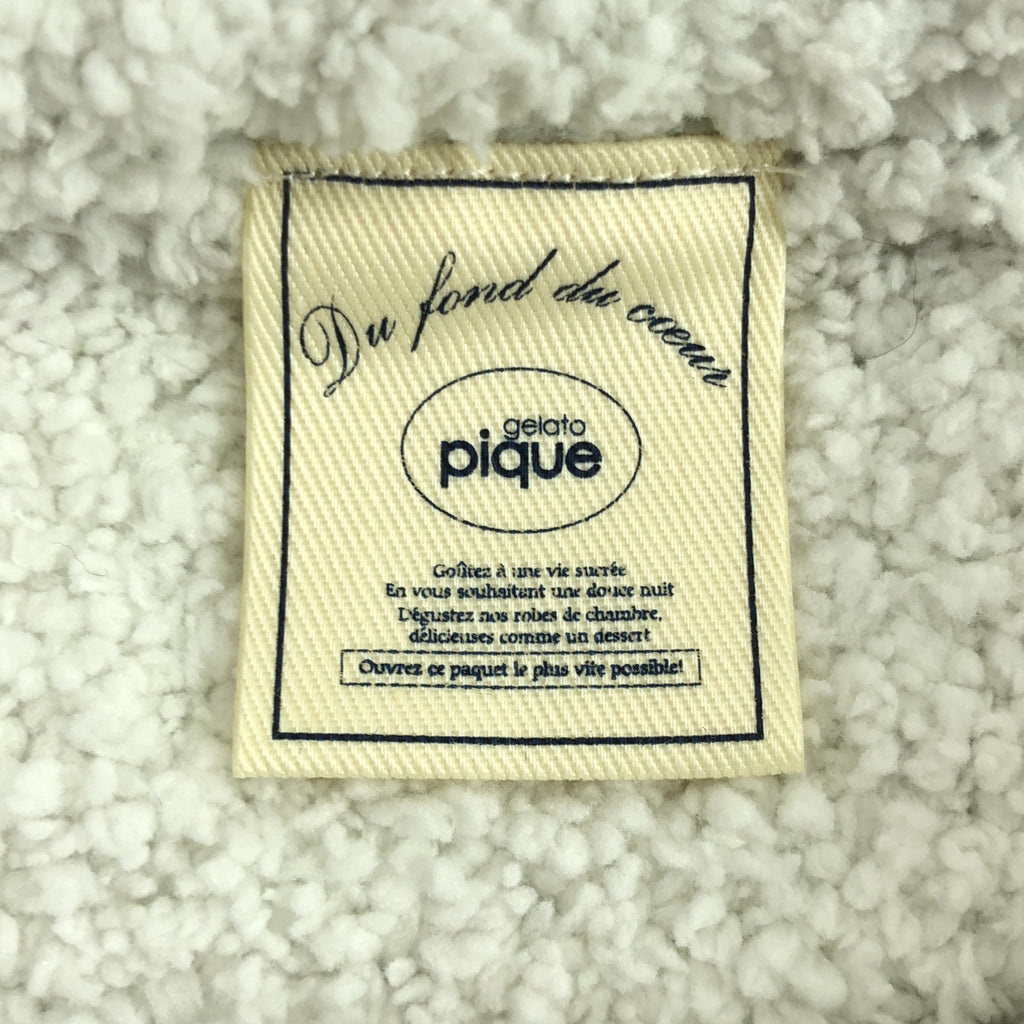 Du fond du cœur
gelato
pique
Goûtez à une vie sucrée
En vous souhaitant une douce nuit
Dégustez nos robes de chambre,
délicieuses comme un dessert
Ouvrez ce paquet le plus vite possible!